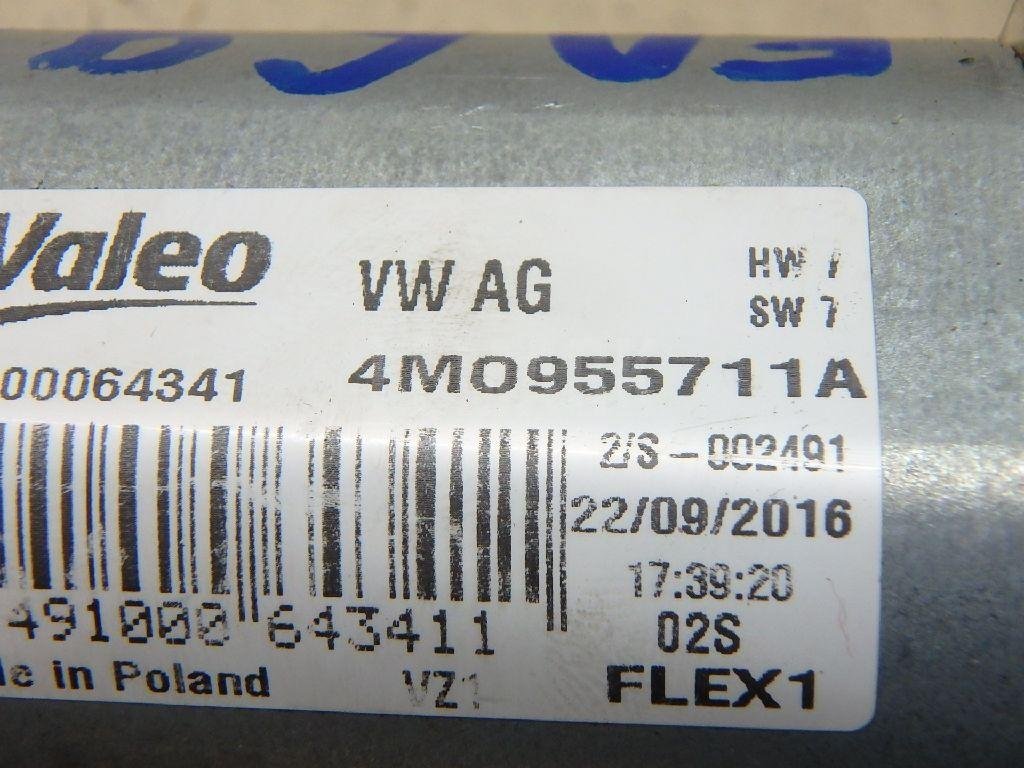 Valeo
VW AG
HW 7
SW 7
00064341
4M0955711A
2/S - 002491
22/09/2016
17:39:20
491000 643411
02S
in Poland
VZ1
FLEX1